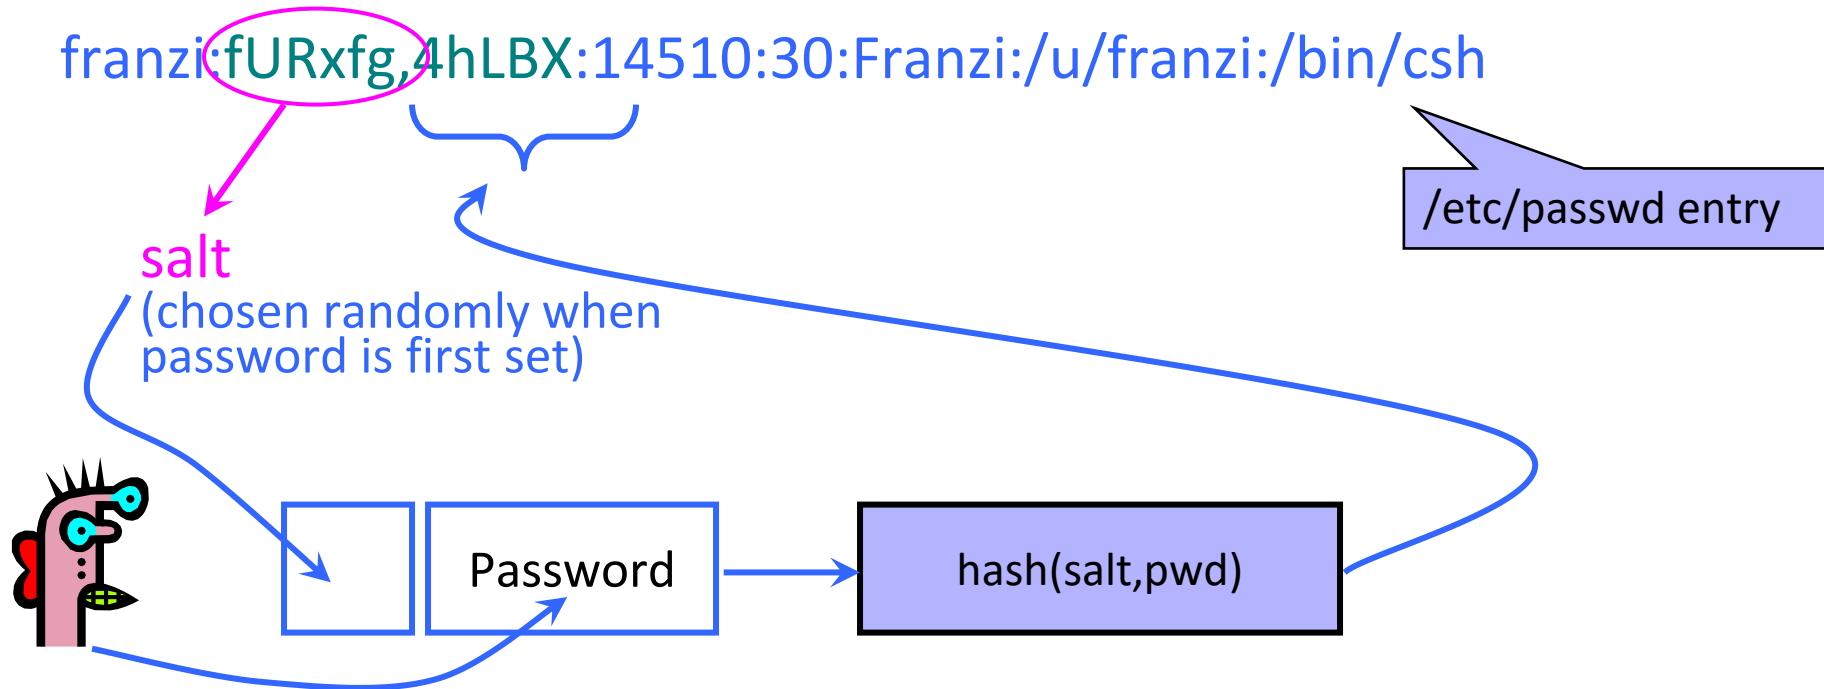 franzi:fURxfg,4hLBX:14510:30:Franzi:/u/franzi:/bin/csh
/etc/passwd entry
salt
(chosen randomly when
password is first set)
Password
hash(salt,pwd)